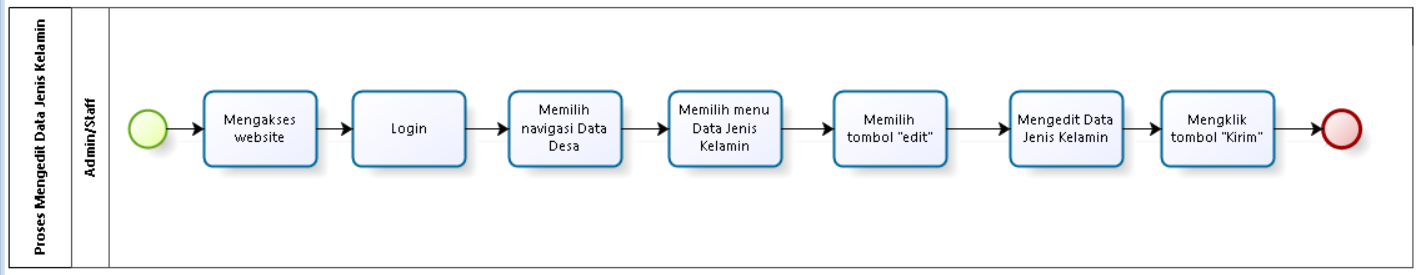 Proses Mengedit Data Jenis Kelamin
Admin/Staff
Mengakses
website
Login
Memilih
navigasi Data
Desa
Memilih menu
Data Jenis
Kelamin
Memilih
tombol "edit"
Mengedit Data
Jenis Kelamin
Mengklik
tombol "Kirim"